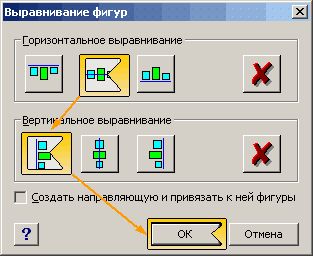 Выравнивание фигур
Горизонтальное выравнивание
Вертикальное выравнивание
Создать направляющую и привязать к ней фигуры
?
ОК
Отмена